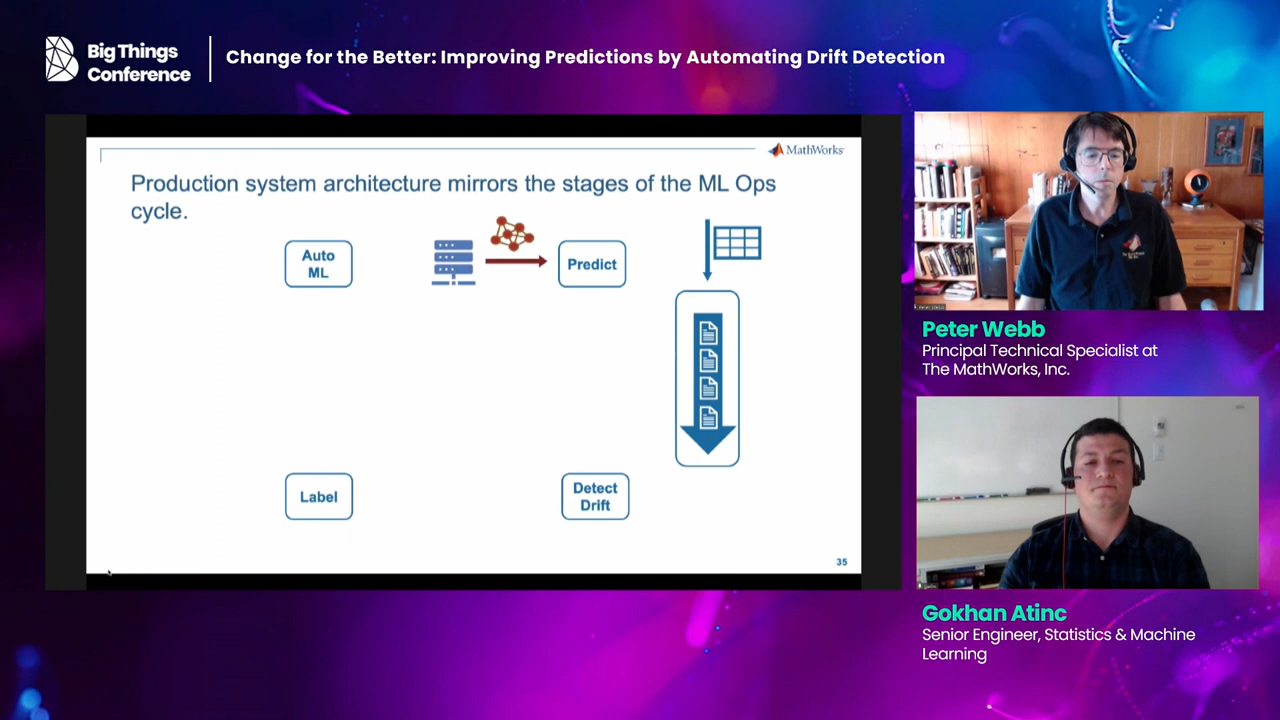 Big Things
Conference
Change for the Better: Improving Predictions by Automating Drift Detection
MathWorks
Production system architecture mirrors the stages of the ML Ops
cycle.
Auto
ML
Predict
Label
Detect
Drift
35
Peter Webb
Principal Technical Specialist at
The MathWorks, Inc.
Gokhan Atinc
Senior Engineer, Statistics & Machine
Learning